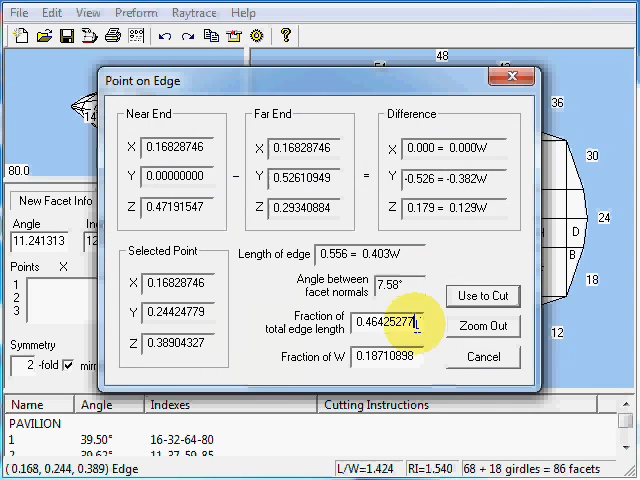 File Edit View Preform Raytrace Help
54
48
36
30
24
18
12
D
B
14
80.0
Point on Edge
Near End
X 0.16828746
Y 0.00000000
Z 0.47191547
-
Far End
X 0.16828746
Y 0.52610949
Z 0.29340884
=
Difference
X 0.000 = 0.000W
Y -0.526 = -0.382W
Z 0.179 = 0.129W
Selected Point
X 0.16828746
Y 0.24424779
Z 0.38904327
Length of edge 0.556 = 0.403W
Angle between
facet normals 7.58°
Fraction of
total edge length 0.46425277
Fraction of W 0.18710898
Use to Cut
Zoom Out
Cancel
New Facet Info
Angle
11.241313
Points X
1
2
3
Symmetry
2 -fold
Name Angle Indexes Cutting Instructions
PAVILION
1 39.50° 16-32-64-80
(0.168, 0.244, 0.389) Edge L/W=1.424 RI=1.540 68 + 18 girdles = 86 facets